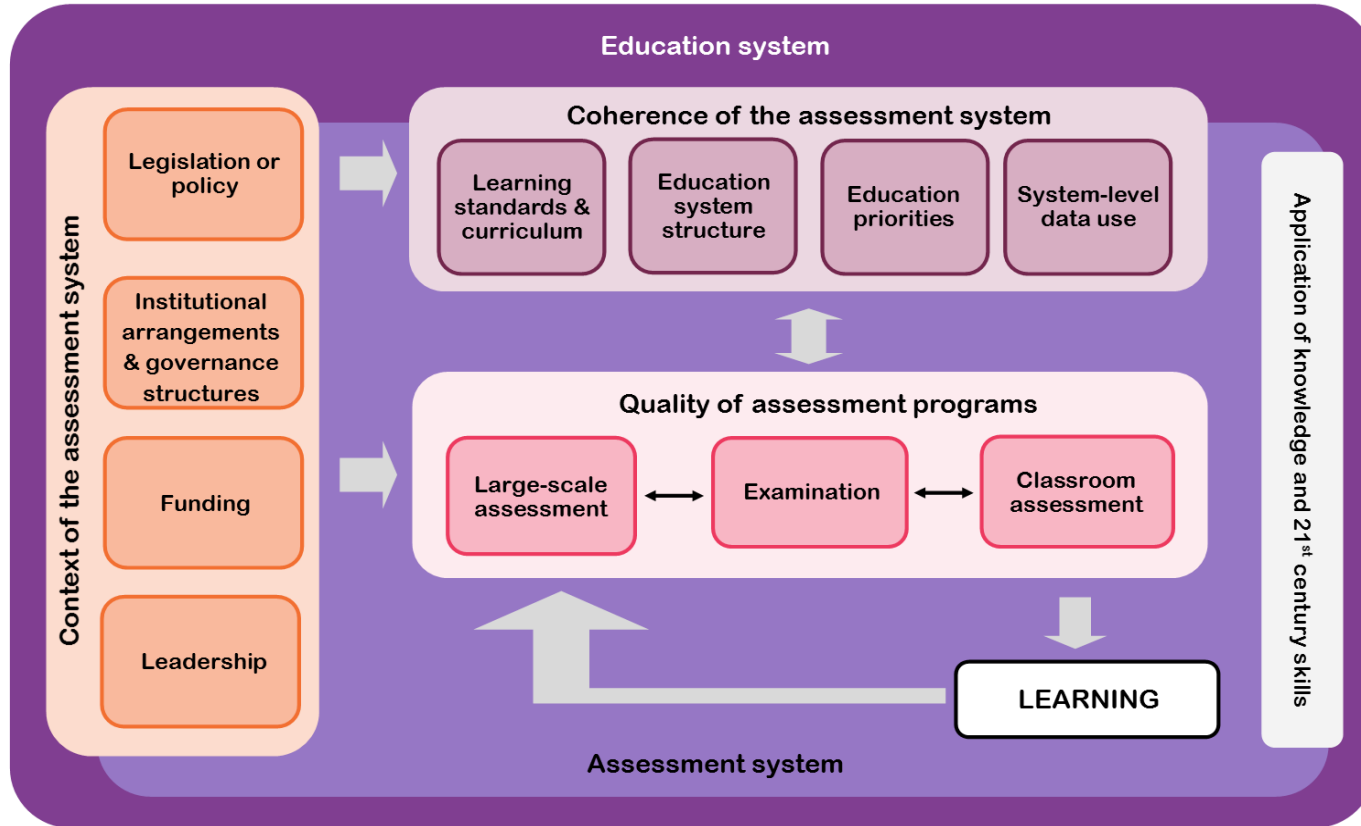 Education system
Context of the assessment system
Legislation or
policy
Institutional
arrangements
& governance
structures
Funding
Leadership
Coherence of the assessment system
Learning
standards &
curriculum
Education
system
structure
Education
priorities
System-level
data use
Quality of assessment programs
Large-scale
assessment
Examination
Classroom
assessment
LEARNING
Assessment system
Application of knowledge and 21st century skills